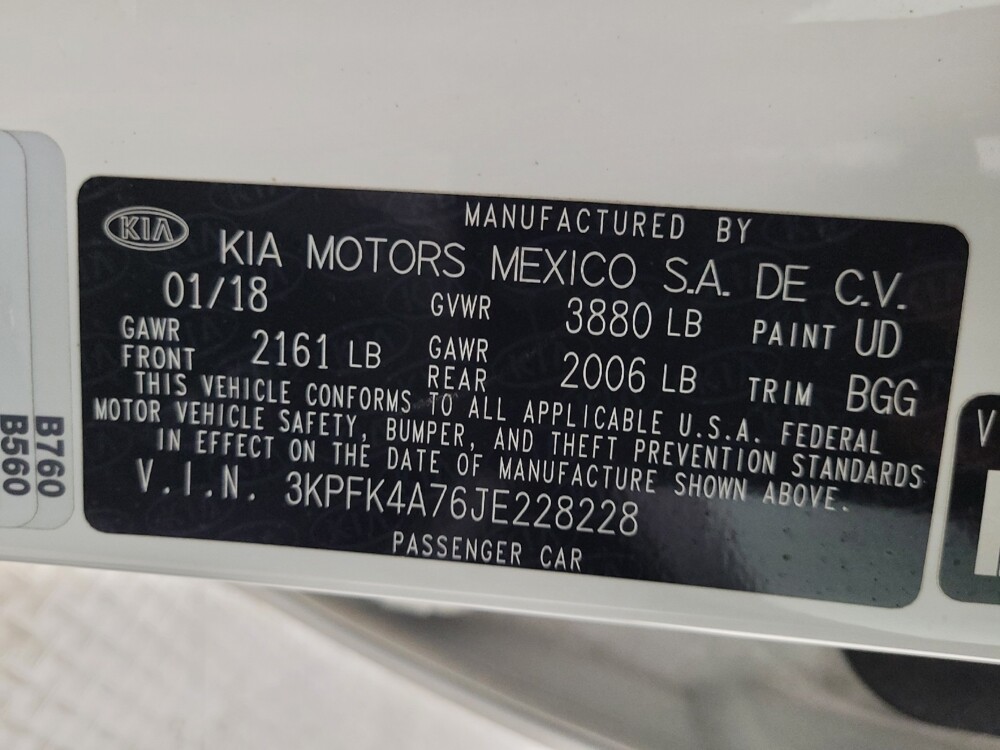 KIA
MANUFACTURED BY
KIA MOTORS MEXICO S.A. DE C.V.
01/18 GVWR 3880 LB PAINT UD
GAWR FRONT 2161 LB GAWR REAR 2006 LB TRIM BGG
THIS VEHICLE CONFORMS TO ALL APPLICABLE U.S.A. FEDERAL
MOTOR VEHICLE SAFETY, BUMPER, AND THEFT PREVENTION STANDARDS
IN EFFECT ON THE DATE OF MANUFACTURE SHOWN ABOVE.
V.I.N. 3KPFK4A76JE228228
PASSENGER CAR
B760
B560
V